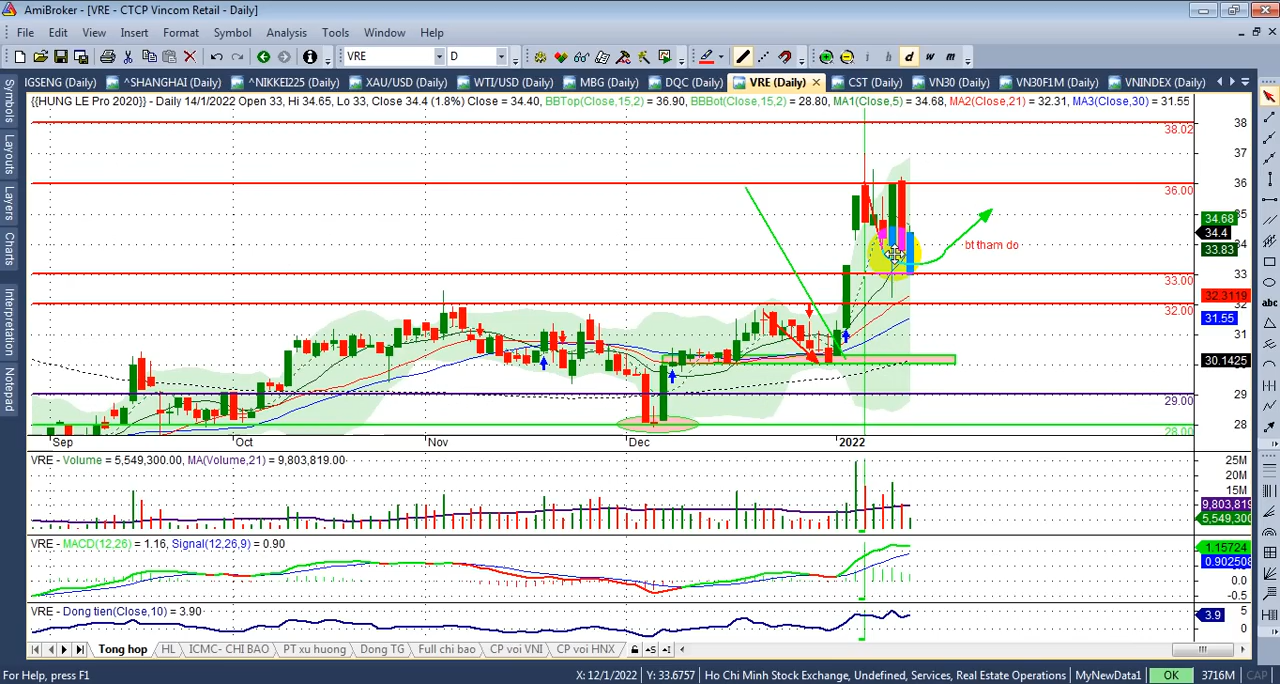 AmiBroker - [VRE - CTCP Vincom Retail - Daily]
File Edit View Insert Format Symbol Analysis Tools Window Help
VRE D d w m
IGSENG (Daily) ^SHANGHAI (Daily) ^NIKKEI225 (Daily) XAU/USD (Daily) WTI/USD (Daily) MBG (Daily) DQC (Daily) VRE (Daily) CST (Daily) VN30 (Daily) VN30F1M (Daily) VNINDEX (Daily)
Symbols
Layouts
Layers
Charts
Interpretation
Notepad
{{HUNG LE Pro 2020}} - Daily 14/1/2022 Open 33, Hi 34.65, Lo 33, Close 34.4 (1.8%) Close = 34.40, BBTop(Close,15,2) = 36.90, BBBot(Close,15,2) = 28.80, MA1(Close,5) = 34.68, MA2(Close,21) = 32.31, MA3(Close,30) = 31.55
38
38.02
37
36
36.00
35
34.68
34.4
34
33.83
bt tham do
33
33.00
32.3119
32
32.00
31.55
31
30.1425
29
29.00
28
28.00
Sep Oct Nov Dec 2022
VRE - Volume = 5,549,300.00, MA(Volume,21) = 9,803,819.00
25M
20M
15M
9,803,819
5,549,300
VRE - MACD(12,26) = 1.16, Signal(12,26,9) = 0.90
1.15724
0.902508
0.0
-0.5
VRE - Dong tien(Close,10) = 3.90
5
3.9
0
Tong hop HL ICMC- CHI BAO PT xu huong Dong TG Full chi bao CP voi VNI CP voi HNX
abc
For Help, press F1 X: 12/1/2022 Y: 33.6757 Ho Chi Minh Stock Exchange, Undefined, Services, Real Estate Operations MyNewData1 OK 3716M CAP